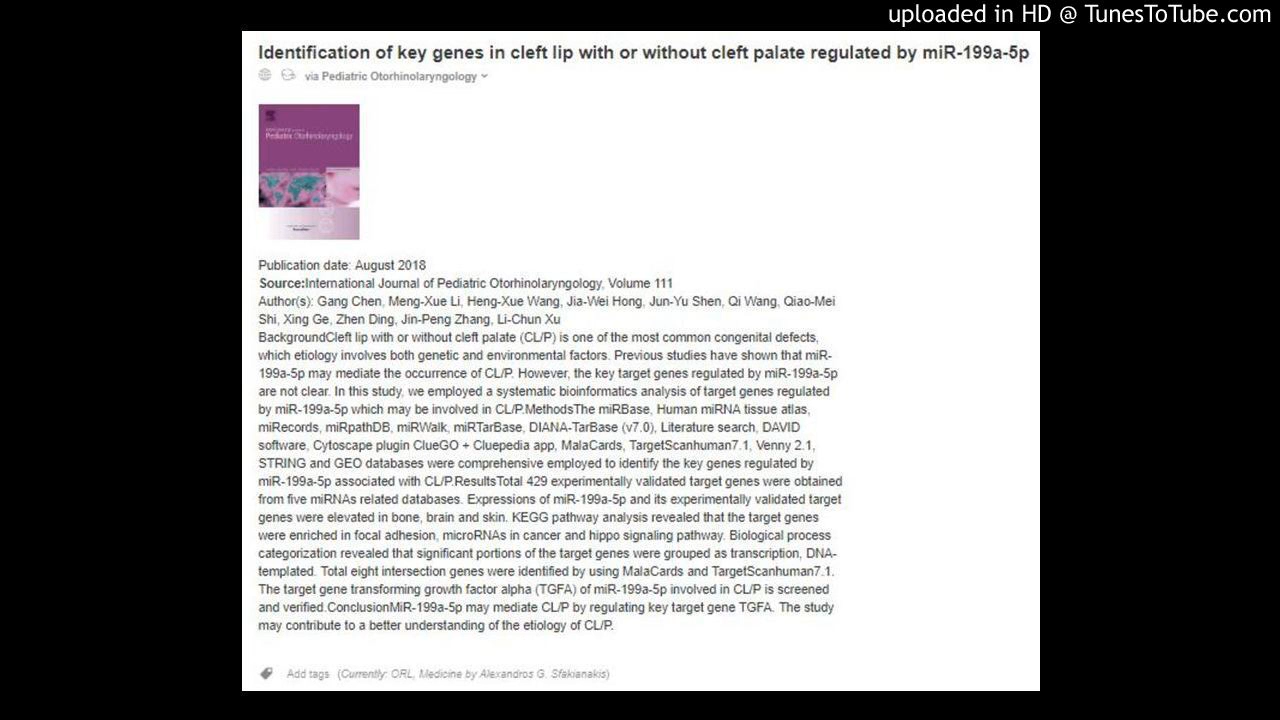 uploaded in HD @ TunesToTube.com
Identification of key genes in cleft lip with or without cleft palate regulated by miR-199a-5p
via Pediatric Otorhinolaryngology
Pediatric Otorhinolaryngology
Publication date: August 2018
Source:International Journal of Pediatric Otorhinolaryngology, Volume 111
Author(s): Gang Chen, Meng-Xue Li, Heng-Xue Wang, Jia-Wei Hong, Jun-Yu Shen, Qi Wang, Qiao-Mei
Shi, Xing Ge, Zhen Ding, Jin-Peng Zhang, Li-Chun Xu
BackgroundCleft lip with or without cleft palate (CL/P) is one of the most common congenital defects,
which etiology involves both genetic and environmental factors. Previous studies have shown that miR-
199a-5p may mediate the occurrence of CL/P. However, the key target genes regulated by miR-199a-5p
are not clear. In this study, we employed a systematic bioinformatics analysis of target genes regulated
by miR-199a-5p which may be involved in CL/P.MethodsThe miRBase, Human miRNA tissue atlas,
miRecords, miRpathDB, miRWalk, miRTarBase, DIANA-TarBase (v7.0), Literature search, DAVID
software, Cytoscape plugin ClueGO + Cluepedia app, MalaCards, TargetScanhuman7.1, Venny 2.1,
STRING and GEO databases were comprehensive employed to identify the key genes regulated by
miR-199a-5p associated with CL/P.ResultsTotal 429 experimentally validated target genes were obtained
from five miRNAs related databases. Expressions of miR-199a-5p and its experimentally validated target
genes were elevated in bone, brain and skin. KEGG pathway analysis revealed that the target genes
were enriched in focal adhesion, microRNAs in cancer and hippo signaling pathway. Biological process
categorization revealed that significant portions of the target genes were grouped as transcription, DNA-
templated. Total eight intersection genes were identified by using MalaCards and TargetScanhuman7.1.
The target gene transforming growth factor alpha (TGFA) of miR-199a-5p involved in CL/P is screened
and verified.ConclusionMiR-199a-5p may mediate CL/P by regulating key target gene TGFA. The study
may contribute to a better understanding of the etiology of CL/P.
Add tags (Currently: ORL, Medicine by Alexandros G. Sfakianakis)